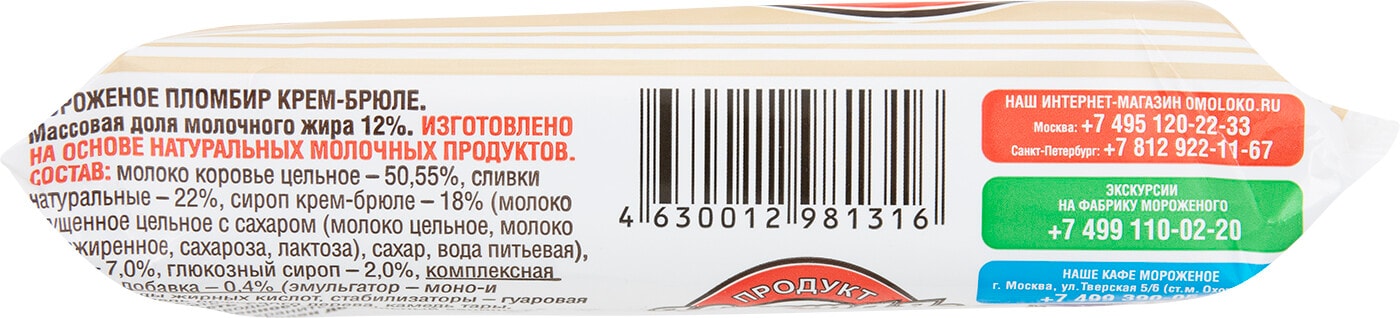 РОЖЕНОЕ ПЛОМБИР КРЕМ-БРЮЛЕ.
Массовая доля молочного жира 12%. ИЗГОТОВЛЕНО
НА ОСНОВЕ НАТУРАЛЬНЫХ МОЛОЧНЫХ ПРОДУКТОВ.
СОСТАВ: молоко коровье цельное – 50,55%, сливки
натуральные – 22%, сироп крем-брюле – 18% (молоко
ущенное цельное с сахаром (молоко цельное, молоко
зжиренное, сахароза, лактоза), сахар, вода питьевая),
7,0%, глюкозный сироп – 2,0%, комплексная
добавка – 0,4% (эмульгатор – моно-и
жирных кислот, стабилизаторы – гуаровая
4 630012 981316
ПРОДУКТ
НАШ ИНТЕРНЕТ-МАГАЗИН OMOLOKO.RU
Москва: +7 495 120-22-33
Санкт-Петербург: +7 812 922-11-67
ЭКСКУРСИИ
НА ФАБРИКУ МОРОЖЕНОГО
+7 499 110-02-20
НАШЕ КАФЕ МОРОЖЕНОЕ
г. Москва, ул.Тверская 5/6 (ст.м. Охо